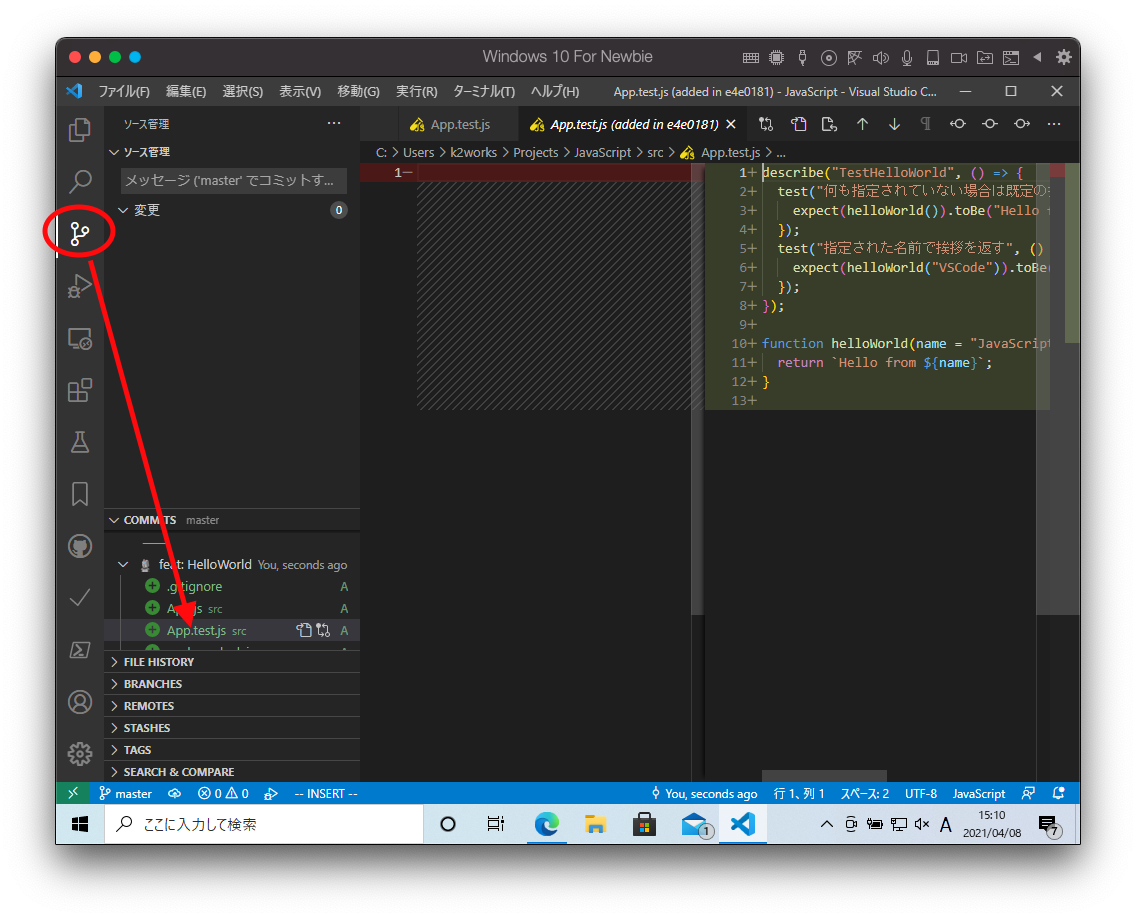 Windows 10 For Newbie
ファイル(F) 編集(E) 選択(S) 表示(V) 移動(G) 実行(R) ターミナル(T) ヘルプ(H) App.test.js (added in e4e0181) - JavaScript - Visual Studio C...
ソース管理 ...
App.test.js App.test.js (added in e4e0181)
ソース管理
C: > Users > k2works > Projects > JavaScript > src > App.test.js > ...
メッセージ ('master' でコミットす...
変更 0
1−
1+ describe("TestHelloWorld", () => {
2+ test("何も指定されていない場合は既定の
3+ expect(helloWorld()).toBe("Hello
4+ });
5+ test("指定された名前で挨拶を返す", ()
6+ expect(helloWorld("VSCode")).toBe
7+ });
8+ });
9+
10+ function helloWorld(name = "JavaScript
11+ return `Hello from ${name}`;
12+ }
13+
COMMITS master
feat: HelloWorld You, seconds ago
.gitignore A
App.js src A
App.test.js src A
FILE HISTORY
BRANCHES
REMOTES
STASHES
TAGS
SEARCH & COMPARE
master 0 0 -- INSERT -- You, seconds ago 行 1、列 1 スペース: 2 UTF-8 JavaScript
ここに入力して検索
1
A
15:10
2021/04/08
7